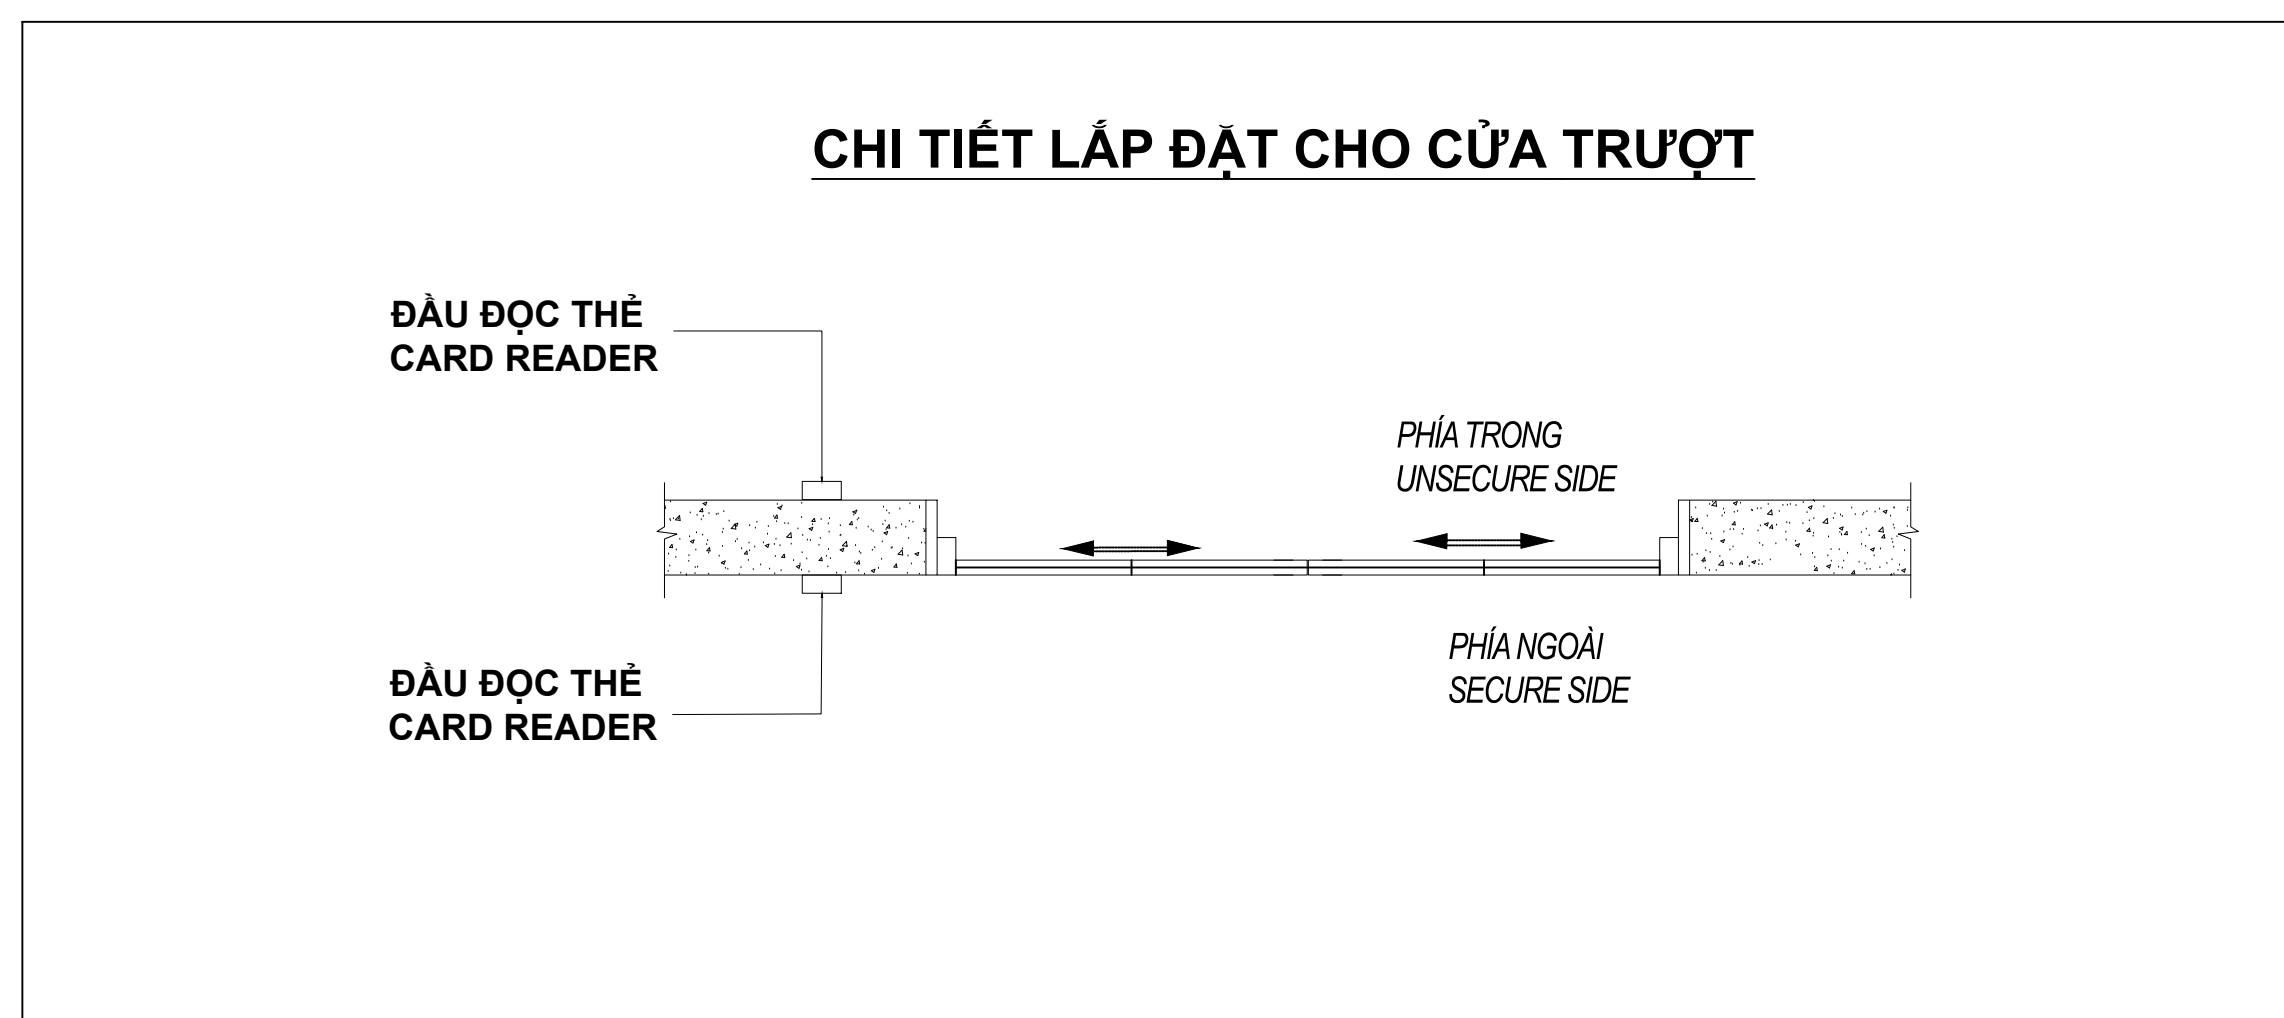 CHI TIẾT LẮP ĐẶT CHO CỬA TRƯỢT
ĐẦU ĐỌC THẺ
CARD READER
PHÍA TRONG
UNSECURE SIDE
PHÍA NGOÀI
SECURE SIDE
ĐẦU ĐỌC THẺ
CARD READER